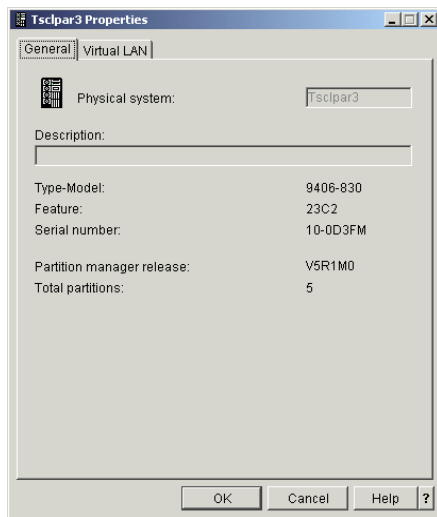 Tsclpar3 Properties
General Virtual LAN
Physical system: Tsclpar3
Description:
Type-Model: 9406-830
Feature: 23C2
Serial number: 10-0D3FM
Partition manager release: V5R1M0
Total partitions: 5
OK Cancel Help ?